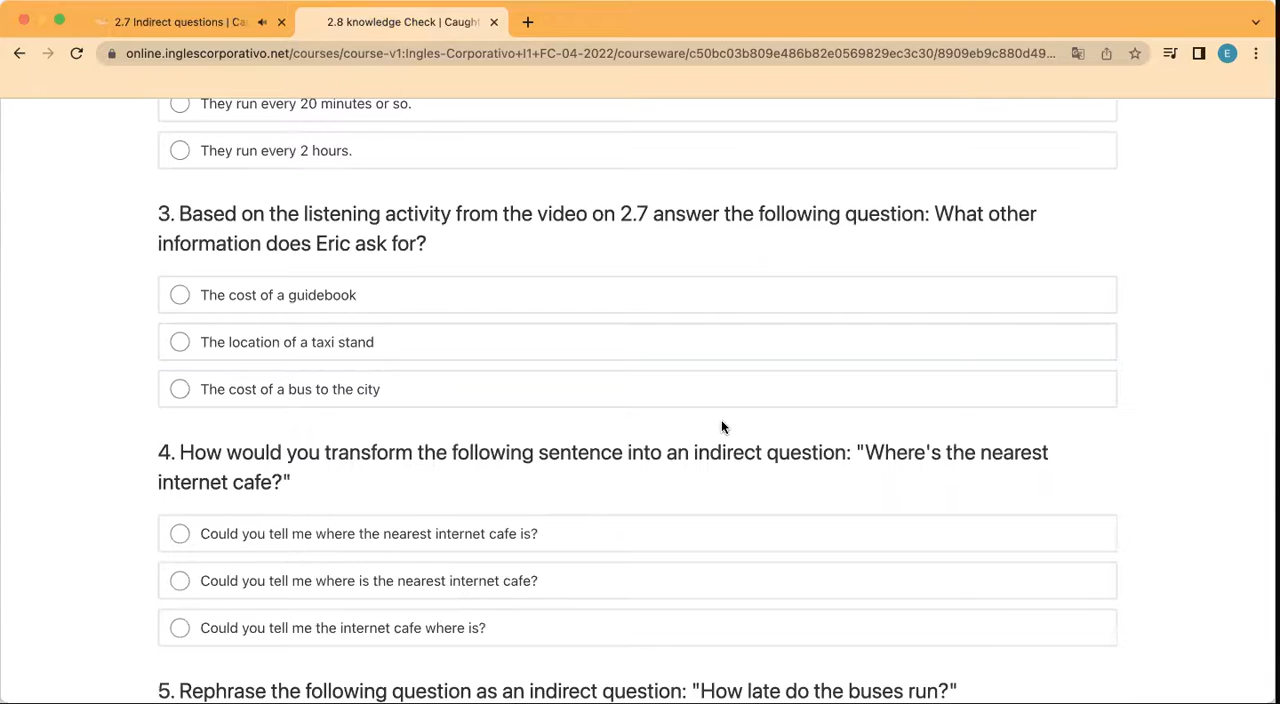 2.7 Indirect questions | Ca
2.8 knowledge Check | Caugh
online.inglescorporativo.net/courses/course-v1:Ingles-Corporativo+I1+FC-04-2022/courseware/c50bc03b809e486b82e0569829ec3c30/8909eb9c880d49...
E
They run every 20 minutes or so.
They run every 2 hours.
3. Based on the listening activity from the video on 2.7 answer the following question: What other
information does Eric ask for?
The cost of a guidebook
The location of a taxi stand
The cost of a bus to the city
4. How would you transform the following sentence into an indirect question: "Where's the nearest
internet cafe?"
Could you tell me where the nearest internet cafe is?
Could you tell me where is the nearest internet cafe?
Could you tell me the internet cafe where is?
5. Rephrase the following question as an indirect question: "How late do the buses run?"